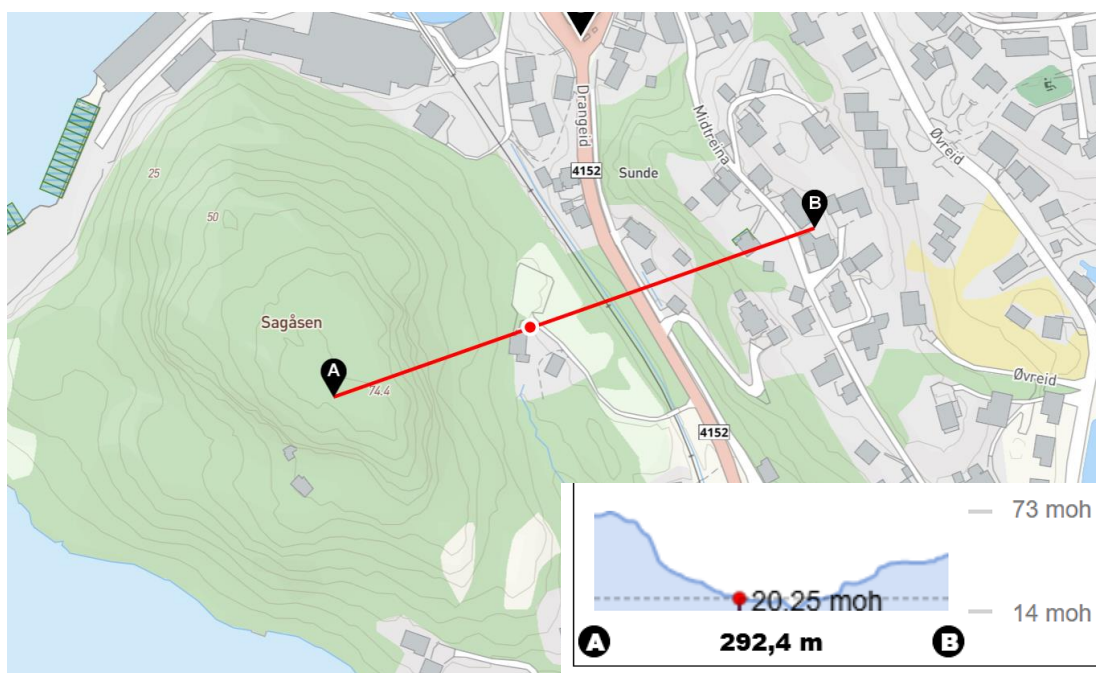 Drangeid
Midtreina
Øvreid
4152
Sunde
25
50
B
Sagåsen
A
74.4
Øvreid
4152
73 moh
20.25 moh
14 moh
A
292,4 m
B